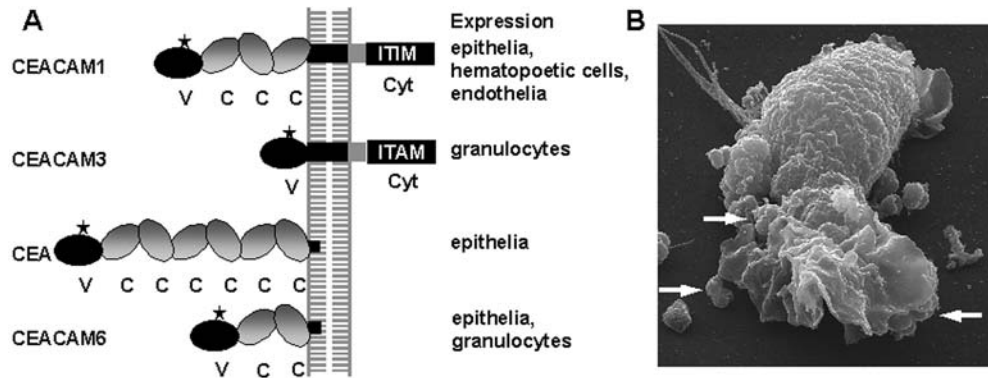 A
B
Expression
CEACAM1
ITIM
epithelia,
hematopoetic cells,
endothelia
V C C C
Cyt
CEACAM3
ITAM
granulocytes
V
Cyt
CEA
epithelia
V C C C C C C
CEACAM6
epithelia,
granulocytes
V C C